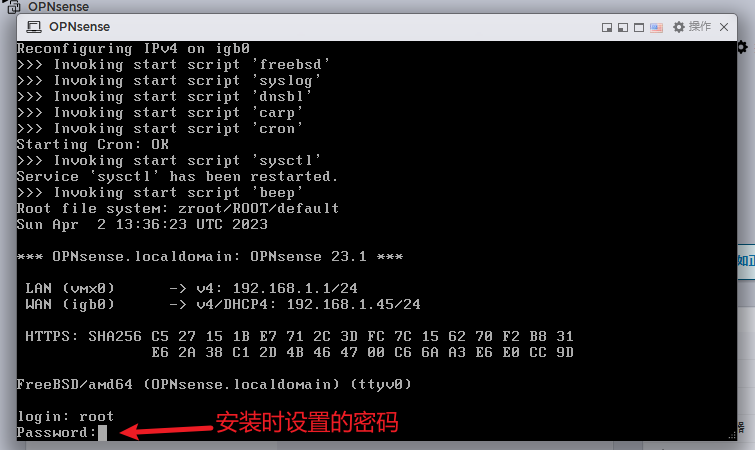 OPNsense
OPNsense
操作
Reconfiguring IPv4 on igb0
>>> Invoking start script 'freebsd'
>>> Invoking start script 'syslog'
>>> Invoking start script 'dnsbl'
>>> Invoking start script 'carp'
>>> Invoking start script 'cron'
Starting Cron: OK
>>> Invoking start script 'sysctl'
Service `sysctl' has been restarted.
>>> Invoking start script 'beep'
Root file system: zroot/ROOT/default
Sun Apr  2 13:36:23 UTC 2023
*** OPNsense.localdomain: OPNsense 23.1 ***
LAN (vmx0)      -> v4: 192.168.1.1/24
WAN (igb0)      -> v4/DHCP4: 192.168.1.45/24
HTTPS: SHA256 C5 27 15 1B E7 71 2C 3D FC 7C 15 62 70 F2 B8 31
E6 2A 38 C1 2D 4B 46 47 00 C6 6A A3 E6 E0 CC 9D
FreeBSD/amd64 (OPNsense.localdomain) (ttyv0)
login: root
Password:
安装时设置的密码